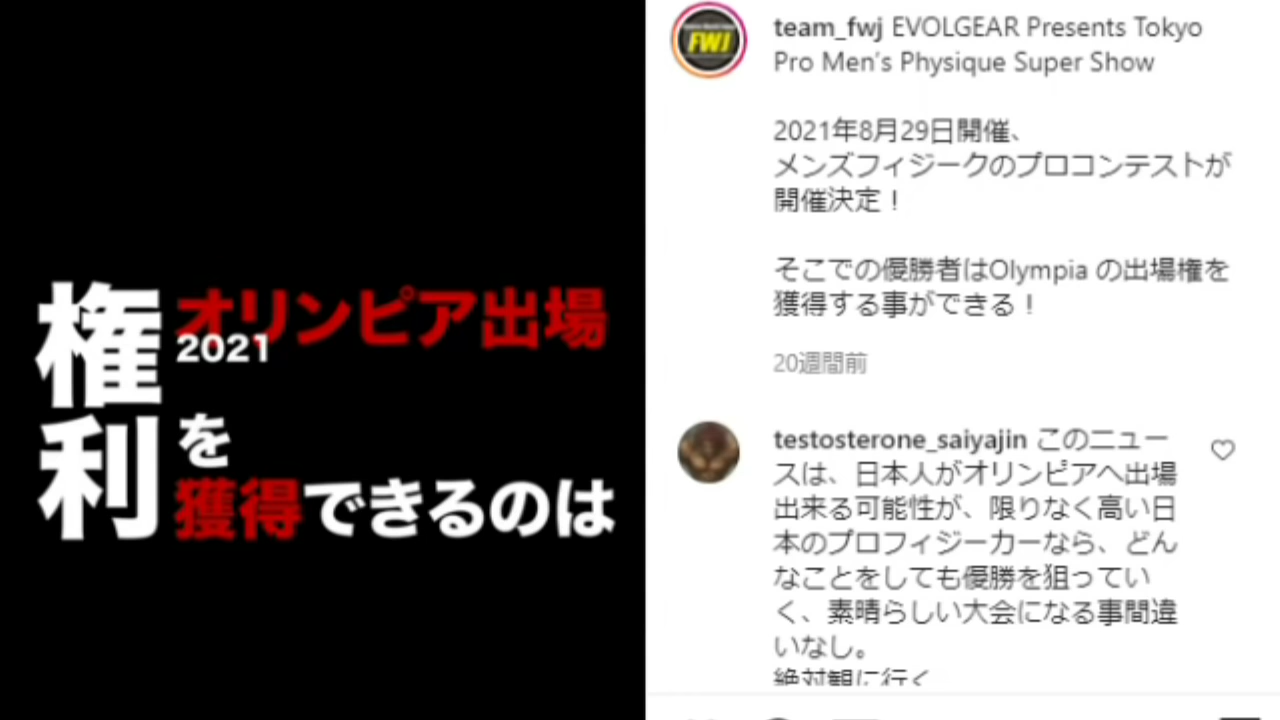 権利
オリンピア出場
2021
を
獲得できるのは
FWJ
team_fwj EVOLGEAR Presents Tokyo
Pro Men's Physique Super Show
2021年8月29日開催、
メンズフィジークのプロコンテストが
開催決定！
そこでの優勝者はOlympia の出場権を
獲得する事ができる！
20週間前
testosterone_saiyajin このニュー
スは、日本人がオリンピアへ出場
出来る可能性が、限りなく高い日
本のプロフィジーカーなら、どん
なことをしても優勝を狙ってい
く、素晴らしい大会になる事間違
いなし。
絶対観に行く